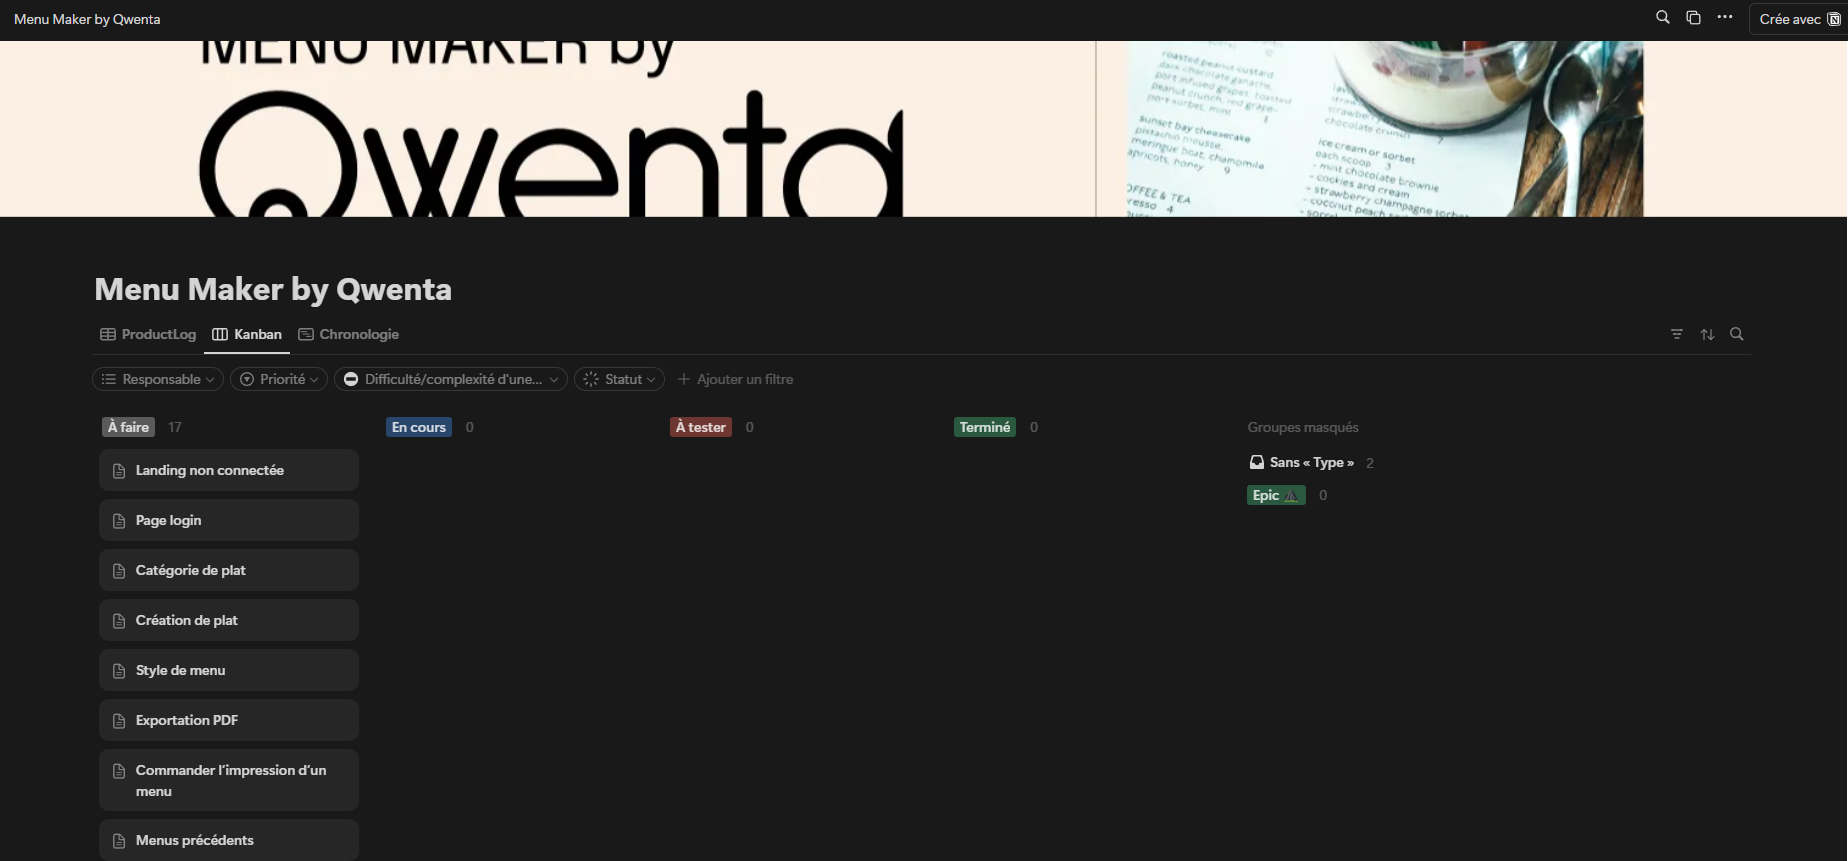 Menu Maker by Qwenta
Crée avec
MENU MAKER by
Qwenta
roasted peanut custard
dark chocolate ganache,
port infused grapes, toasted
peanut crunch, red grape-
port sorbet, mint
8
sunset bay cheesecake
pistachio mousse,
meringue boat, chamomile
apricots, honey 9
OFFEE & TEA
resso 4
strawberry
chocolate crunch
ice cream or sorbet
each scoop 3
- mint chocolate brownie
- cookies and cream
- strawberry champagne sorbet
- coconut peach
Menu Maker by Qwenta
ProductLog Kanban Chronologie
Responsable Priorité Difficulté/complexité d'une... Statut + Ajouter un filtre
À faire 17 En cours 0 À tester 0 Terminé 0 Groupes masqués
Sans « Type » 2
Epic 0
Landing non connectée
Page login
Catégorie de plat
Création de plat
Style de menu
Exportation PDF
Commander l'impression d'un
menu
Menus précédents